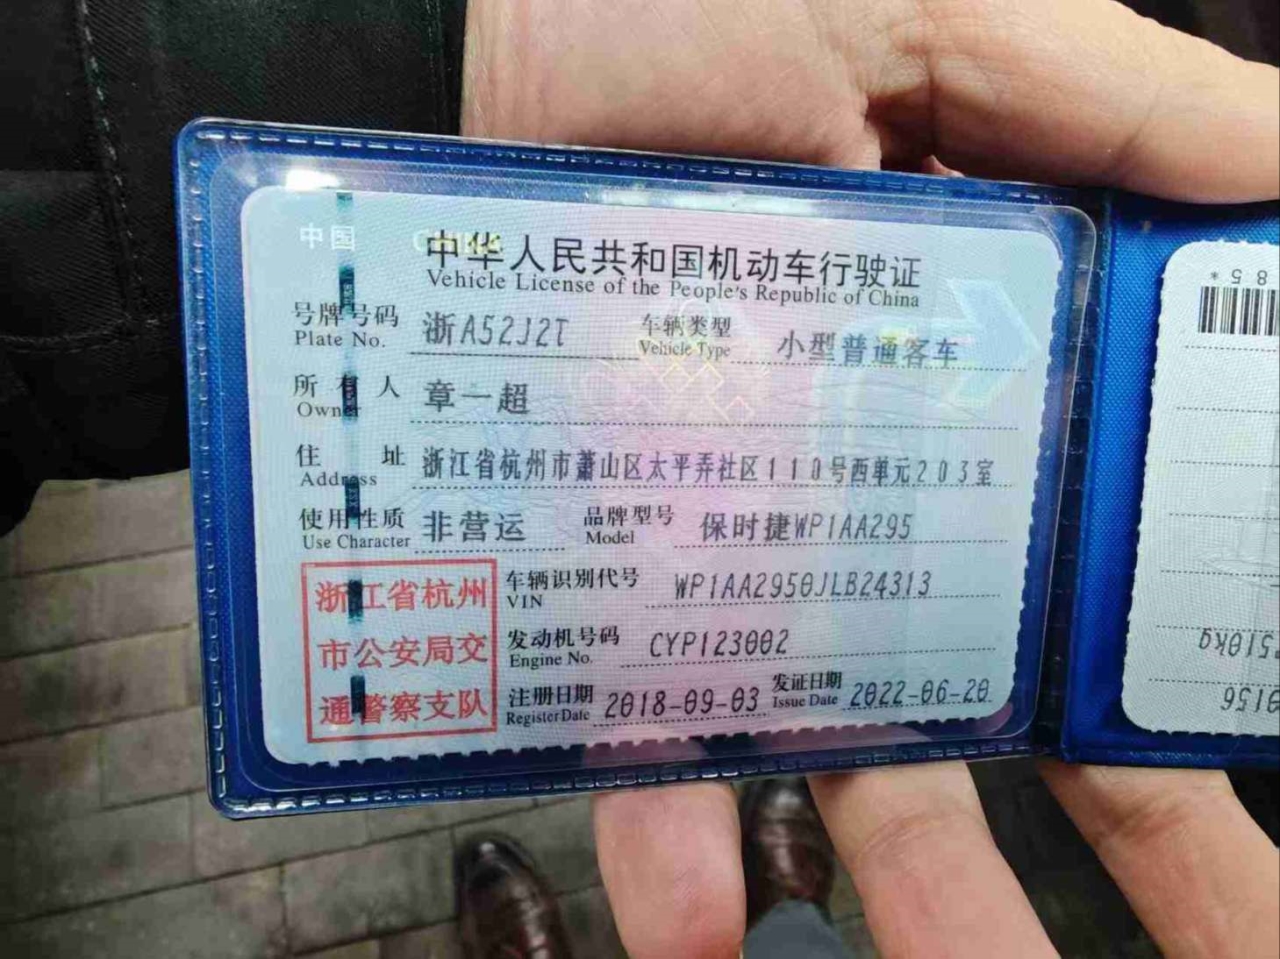 中国 CHINA
中华人民共和国机动车行驶证
Vehicle License of the People's Republic of China
号牌号码 浙A52J2T 车辆类型 小型普通客车
Plate No. Vehicle Type
所有人 章一超
Owner
住址 浙江省杭州市萧山区太平弄社区110号西单元203室
Address
使用性质 非营运 品牌型号 保时捷WP1AA295
Use Character Model
浙江省杭州
市公安局交
通警察支队
车辆识别代号 WP1AA2950JLB24313
VIN
发动机号码 CYP123002
Engine No.
注册日期 2018-09-03 发证日期 2022-06-20
Register Date Issue Date